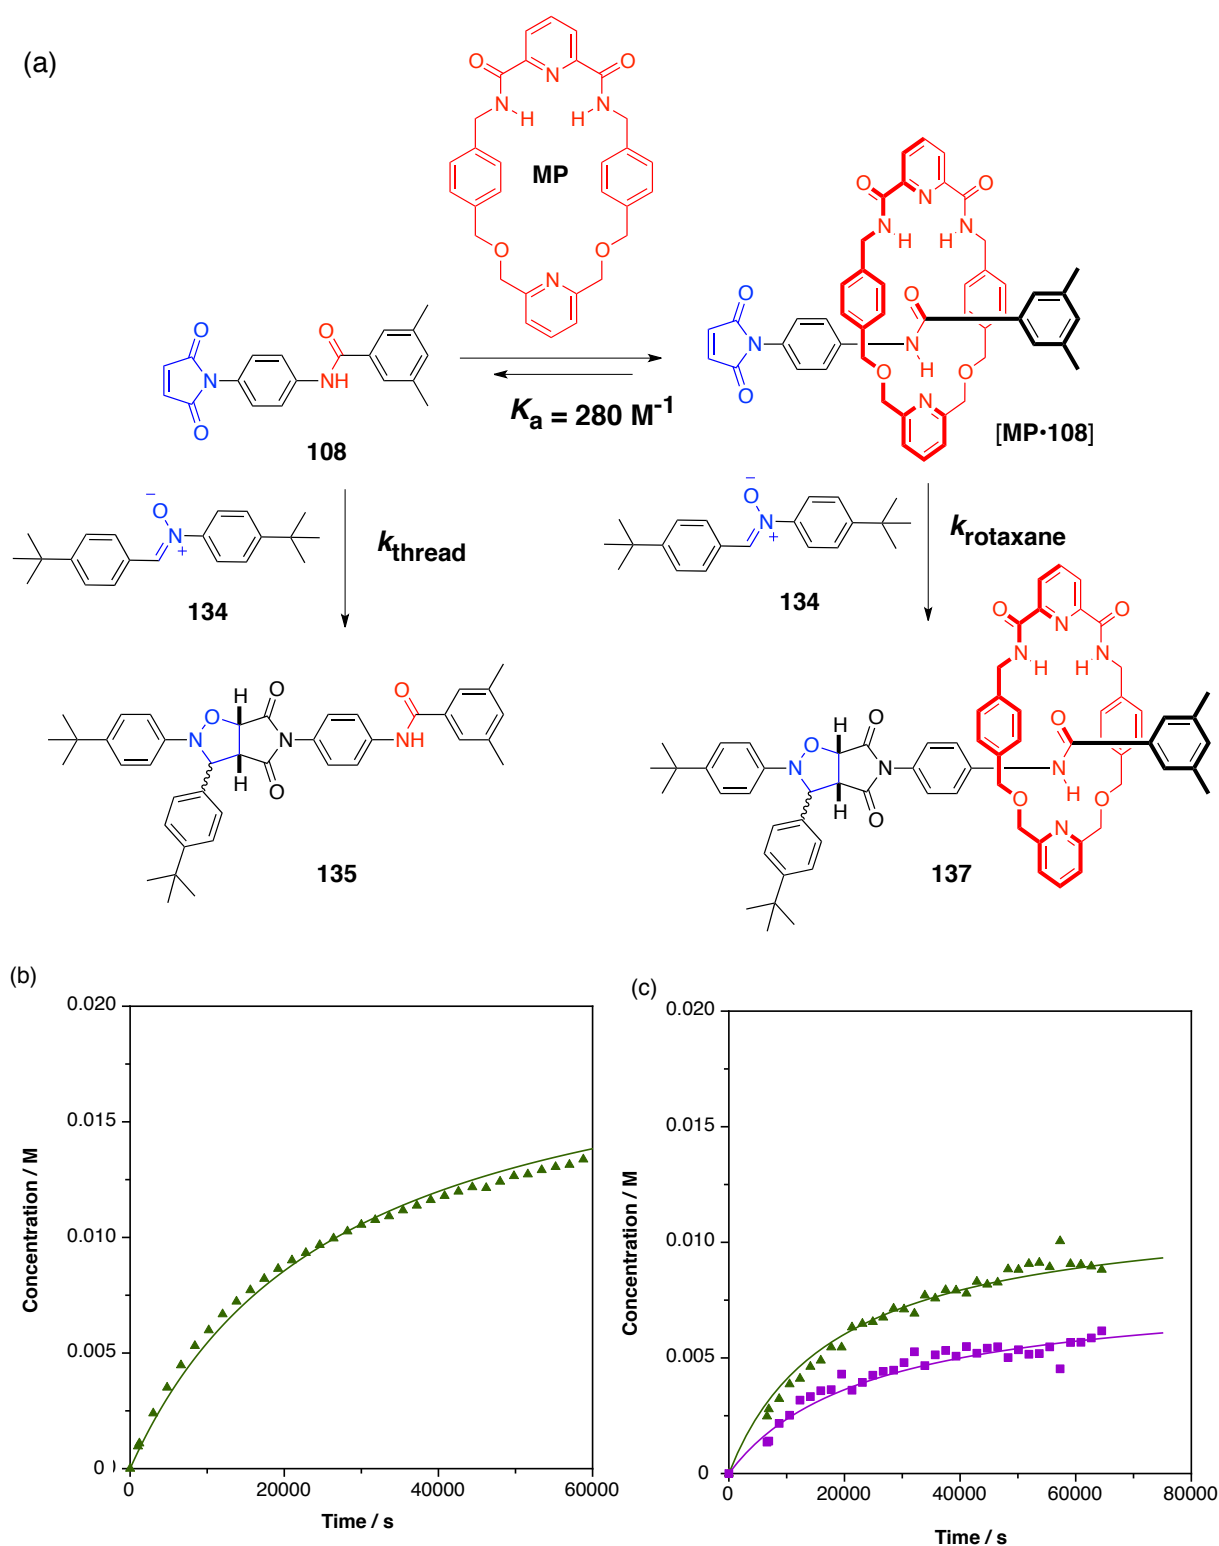 (a)
O
N
O
N
H
H
N
MP
O
O
N
O
N
O
O
N
H
H
N
O
N
O
O
NH
O
N
O
O
N
H
O
O
N
Kₐ = 280 M⁻¹
108
[MP•108]
−
O
N
+
134
kthread
−
O
N
+
134
krotaxane
H
O
N
O
N
O
H
O
NH
135
O
N
O
N
H
H
N
H
O
N
O
N
O
H
O
N
H
O
O
N
137
(b)
0.020
0.015
0.010
0.005
0
0
20000
40000
60000
Concentration / M
Time / s
(c)
0.020
0.015
0.010
0.005
0
0
20000
40000
60000
80000
Concentration / M
Time / s